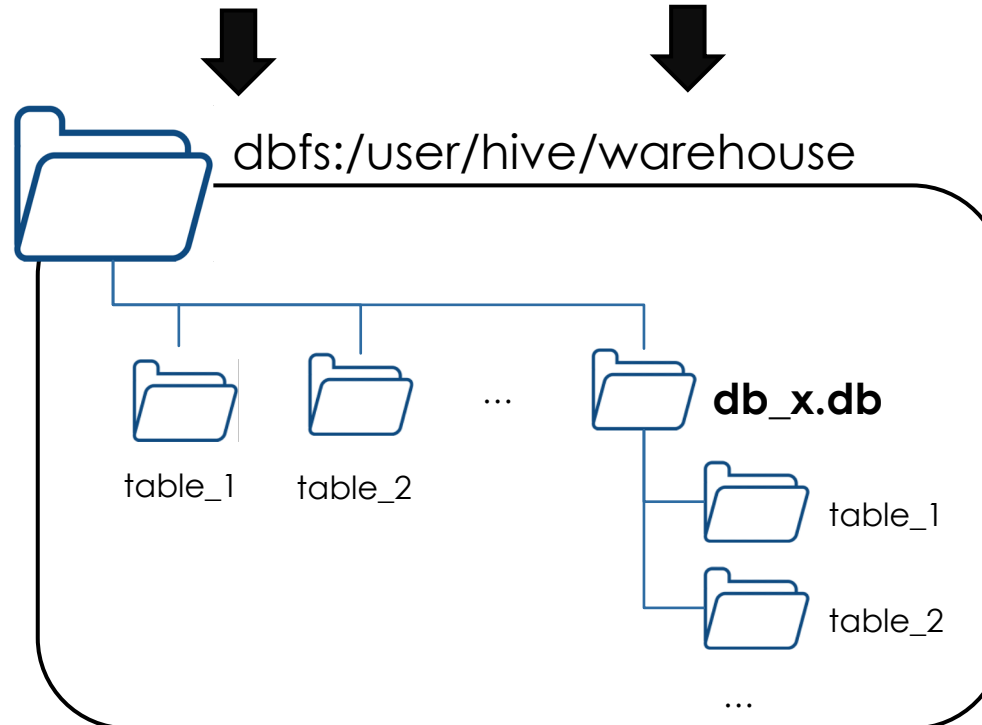 dbfs:/user/hive/warehouse
...
db_x.db
table_1
table_2
table_1
table_2
...